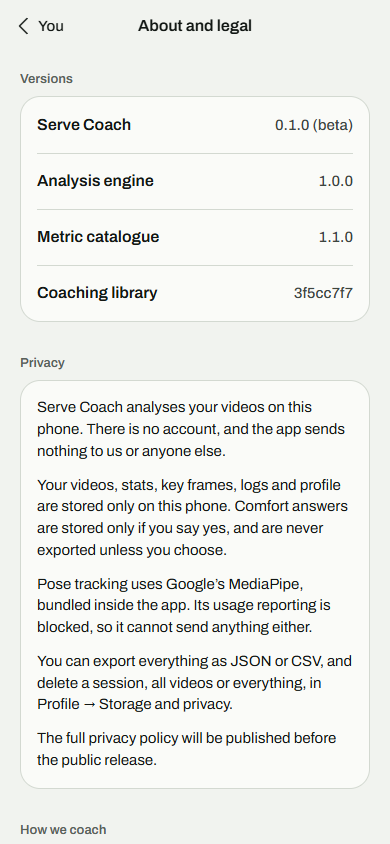 You
About and legal
Versions
Serve Coach 0.1.0 (beta)
Analysis engine 1.0.0
Metric catalogue 1.1.0
Coaching library 3f5cc7f7
Privacy
Serve Coach analyses your videos on this
phone. There is no account, and the app sends
nothing to us or anyone else.
Your videos, stats, key frames, logs and profile
are stored only on this phone. Comfort answers
are stored only if you say yes, and are never
exported unless you choose.
Pose tracking uses Google’s MediaPipe,
bundled inside the app. Its usage reporting is
blocked, so it cannot send anything either.
You can export everything as JSON or CSV, and
delete a session, all videos or everything, in
Profile → Storage and privacy.
The full privacy policy will be published before
the public release.
How we coach